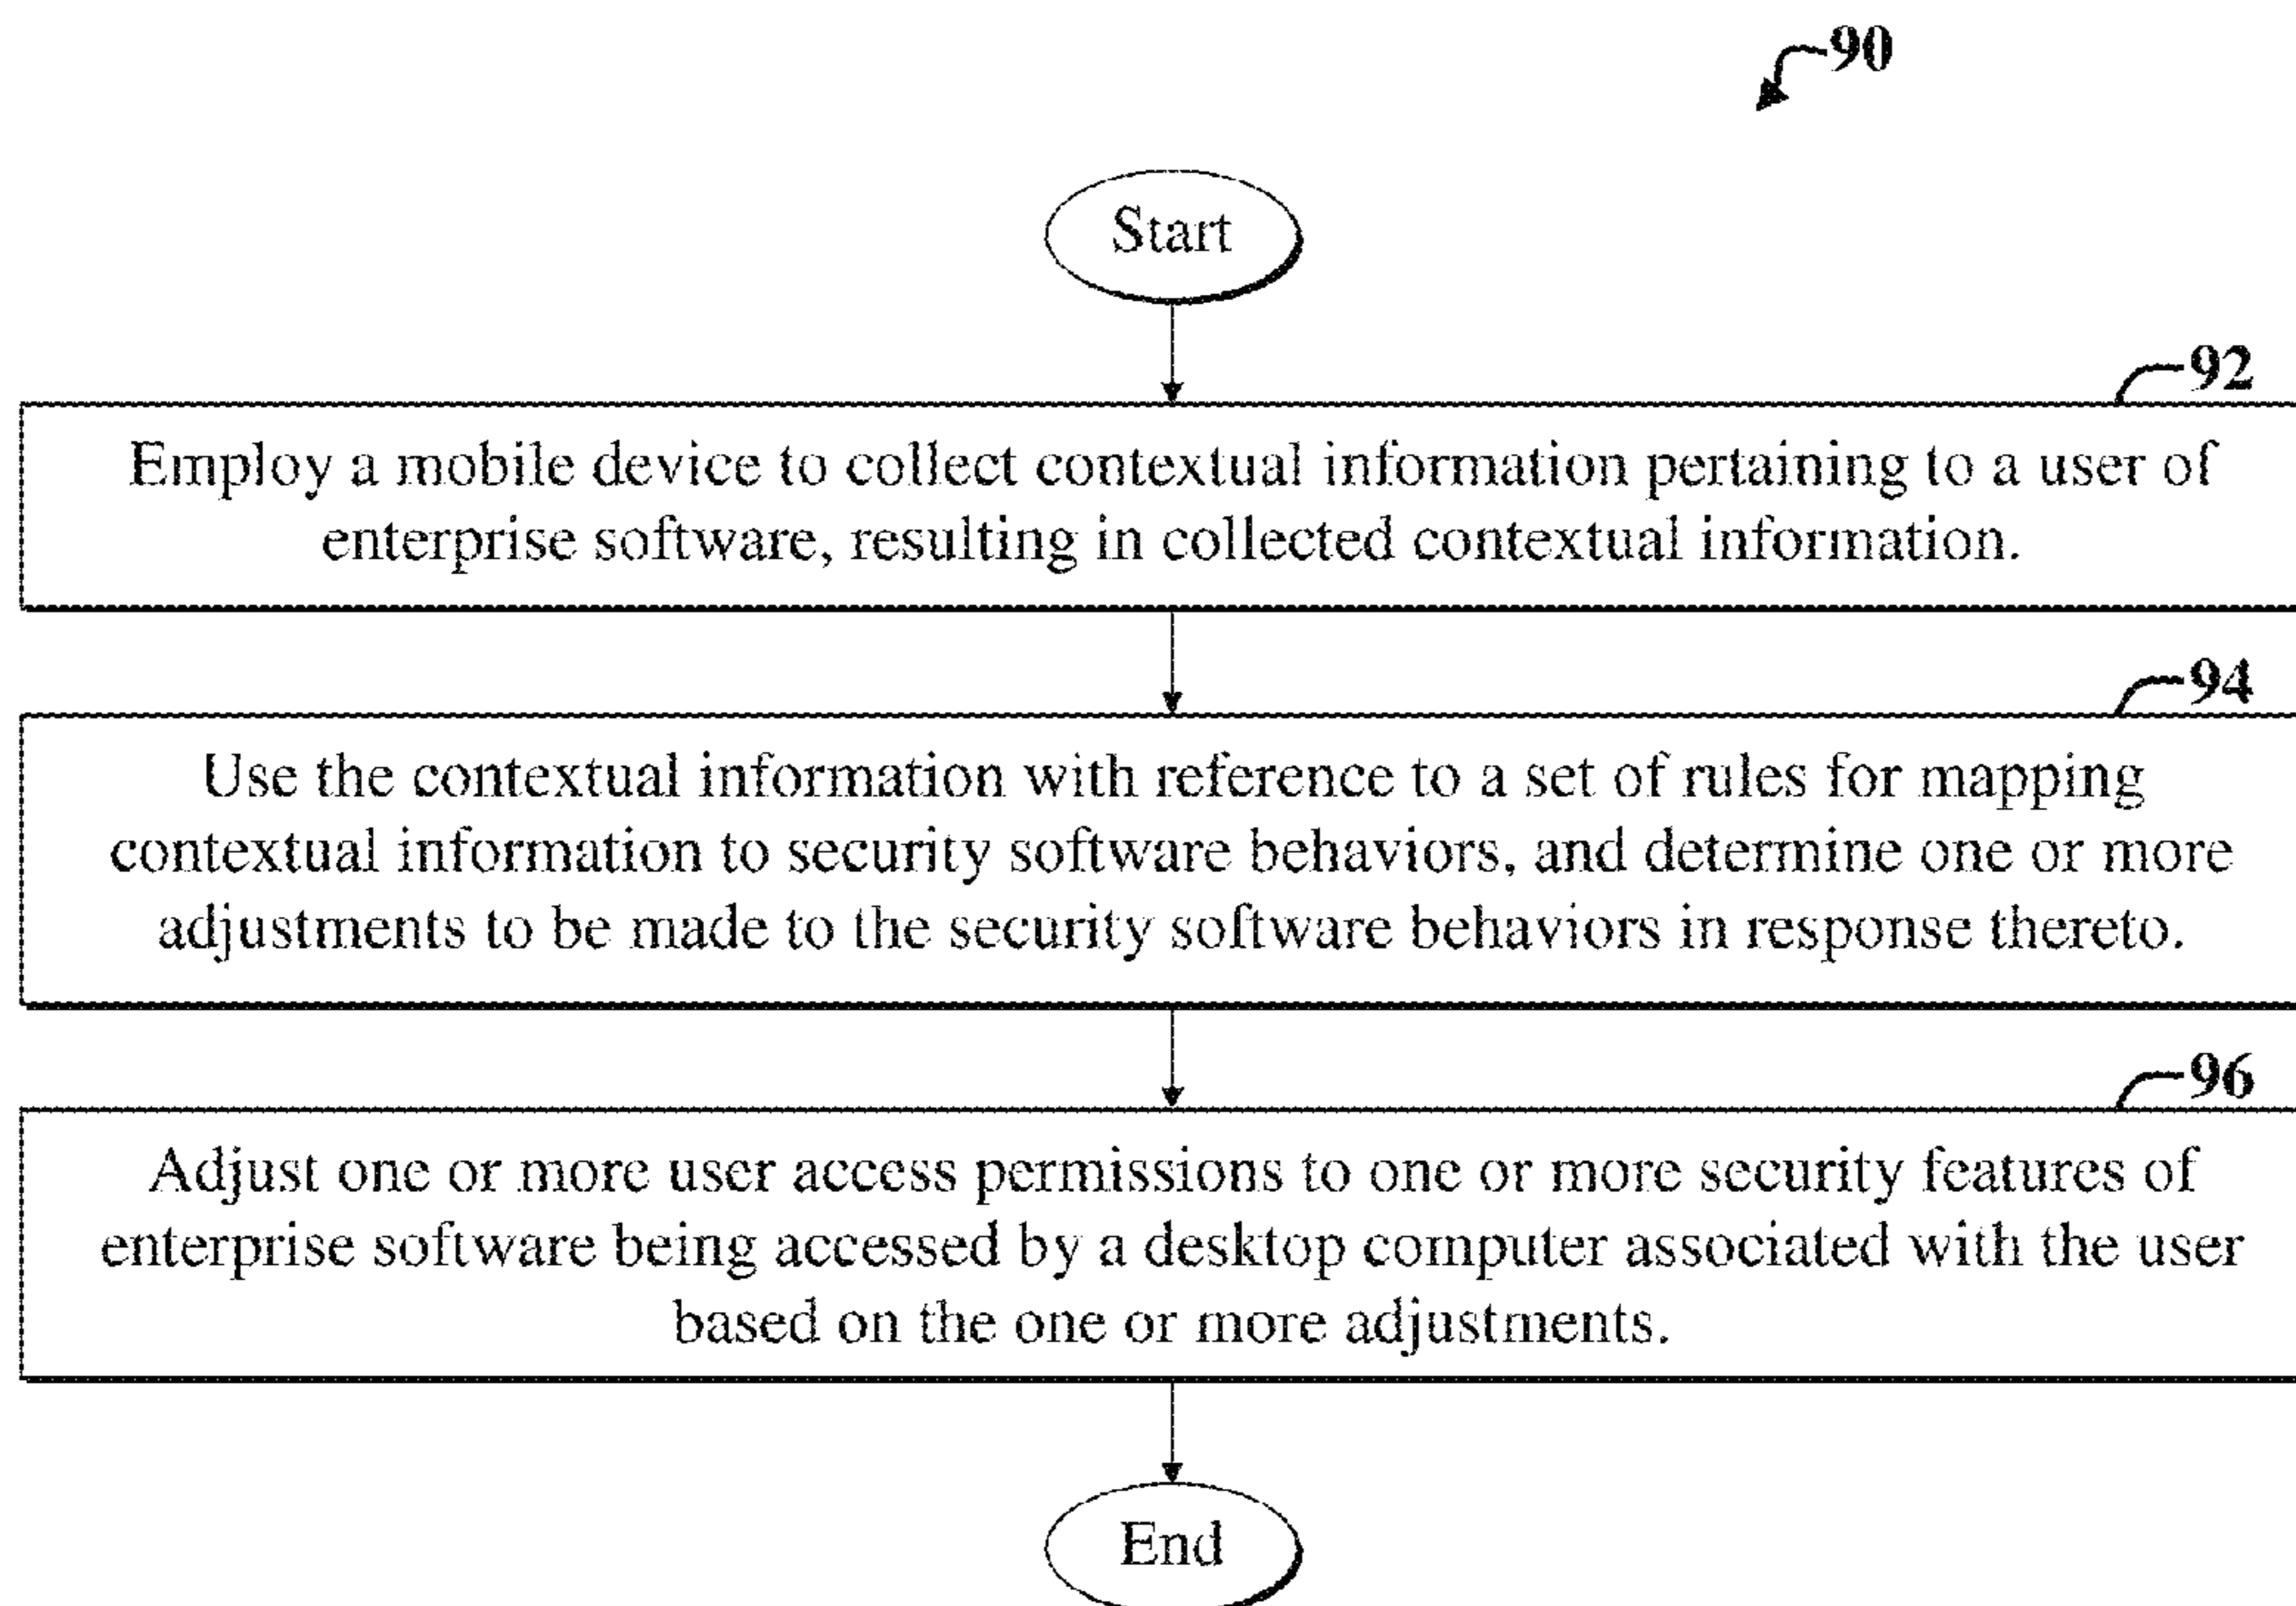 90
Start
92
Employ a mobile device to collect contextual information pertaining to a user of
enterprise software, resulting in collected contextual information.
94
Use the contextual information with reference to a set of rules for mapping
contextual information to security software behaviors, and determine one or more
adjustments to be made to the security software behaviors in response thereto.
96
Adjust one or more user access permissions to one or more security features of
enterprise software being accessed by a desktop computer associated with the user
based on the one or more adjustments.
End